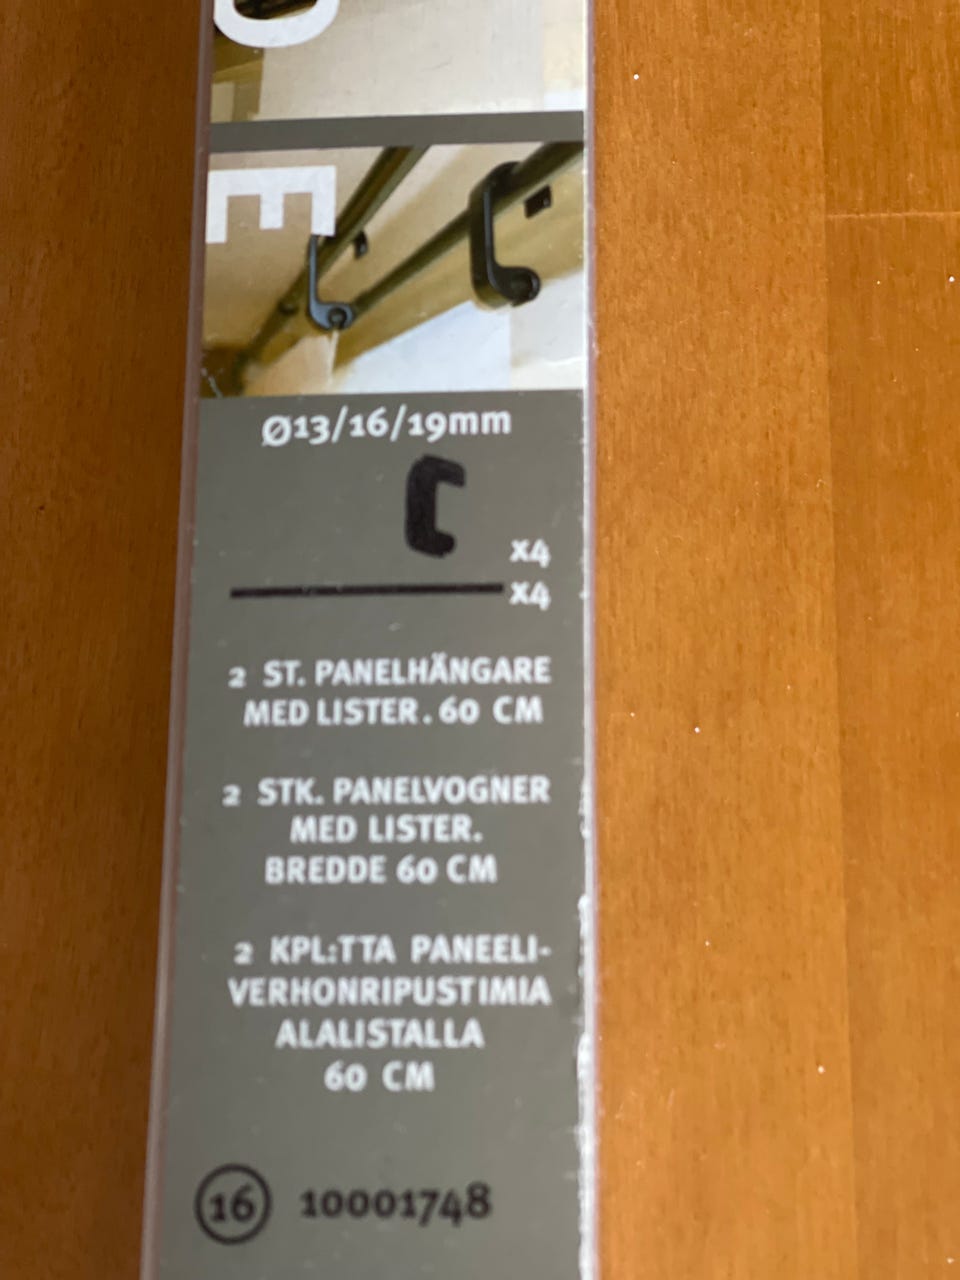 E
Ø13/16/19mm
x4
x4
2 ST. PANELHÄNGARE
MED LISTER. 60 CM
2 STK. PANELVOGNER
MED LISTER.
BREDDE 60 CM
2 KPL:TTA PANEELI-
VERHONRIPUSTIMIA
ALALISTALLA
60 CM
16 10001748